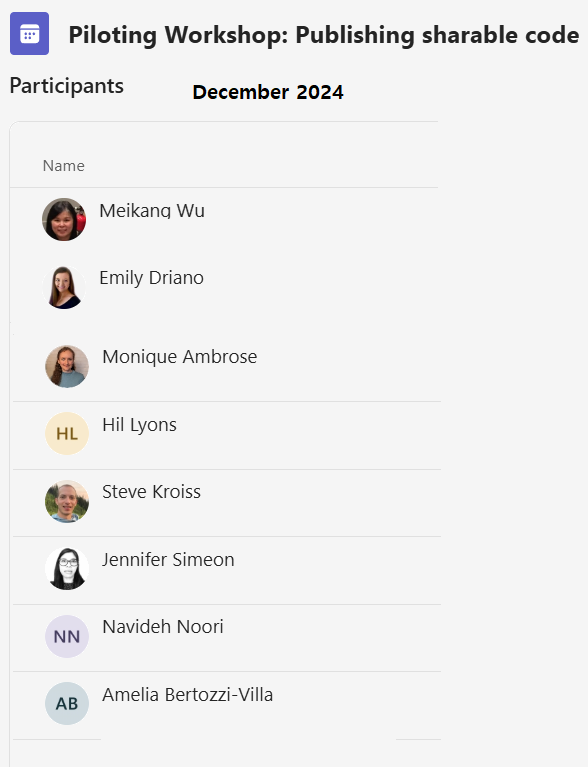 Piloting Workshop: Publishing sharable code
Participants
December 2024
Name
Meikang Wu
Emily Driano
Monique Ambrose
HL
Hil Lyons
Steve Kroiss
Jennifer Simeon
NN
Navideh Noori
AB
Amelia Bertozzi-Villa